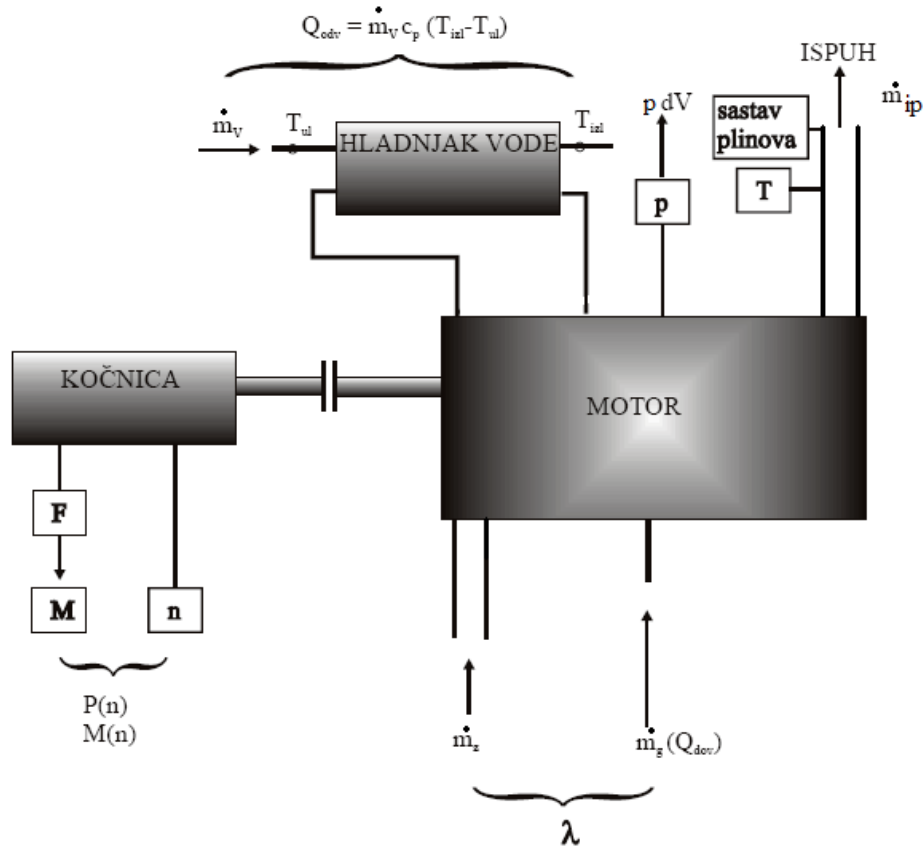 Q_odv = ṁ_V c_p (T_izl-T_ul)
ISPUH
ṁ_ip
p dV
sastav
plinova
ṁ_V
T_ul
T_izl
HLADNJAK VODE
p
T
KOČNICA
MOTOR
F
M
n
P(n)
M(n)
ṁ_z
ṁ_g (Q_dov)
λ